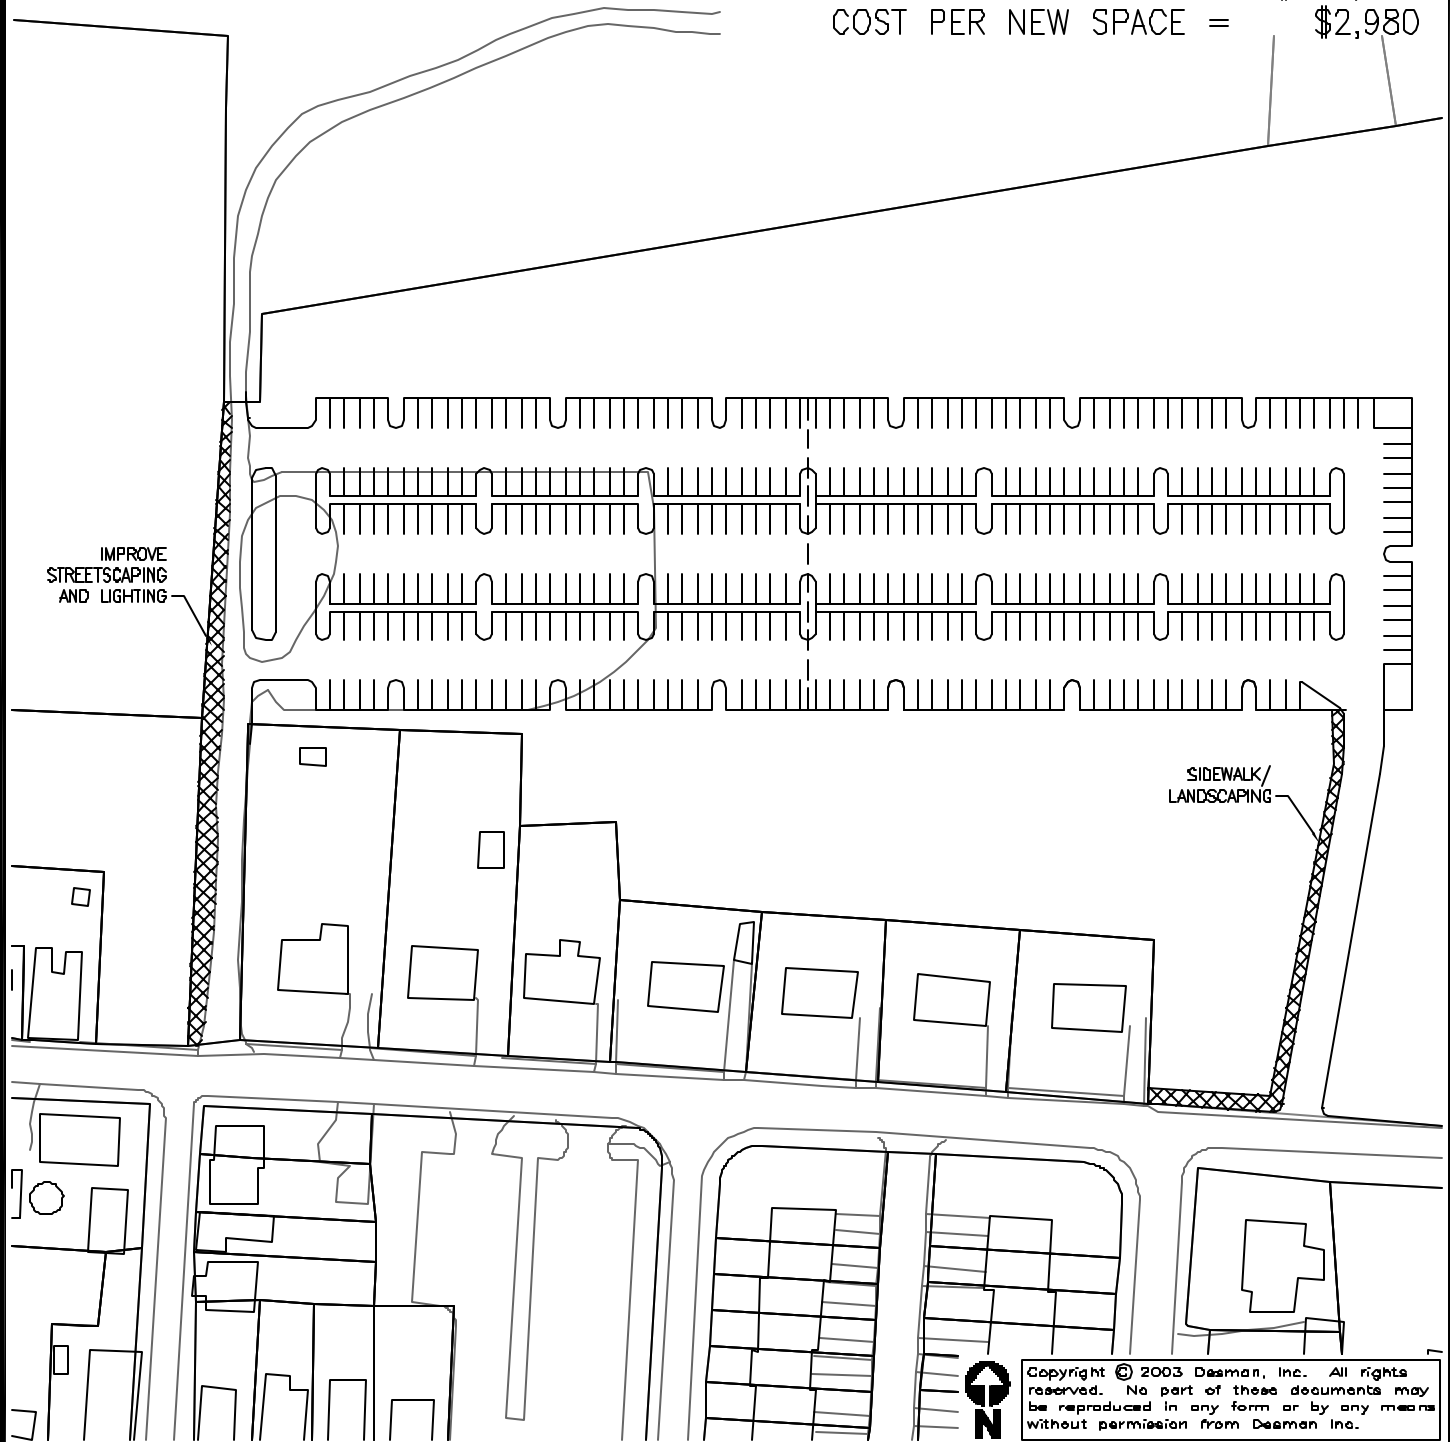 COST PER NEW SPACE = $2,980
IMPROVE
STREETSCAPING
AND LIGHTING
SIDEWALK/
LANDSCAPING
N
Copyright © 2003 Desman, Inc. All rights
reserved. No part of these documents may
be reproduced in any form or by any means
without permission from Desman Inc.